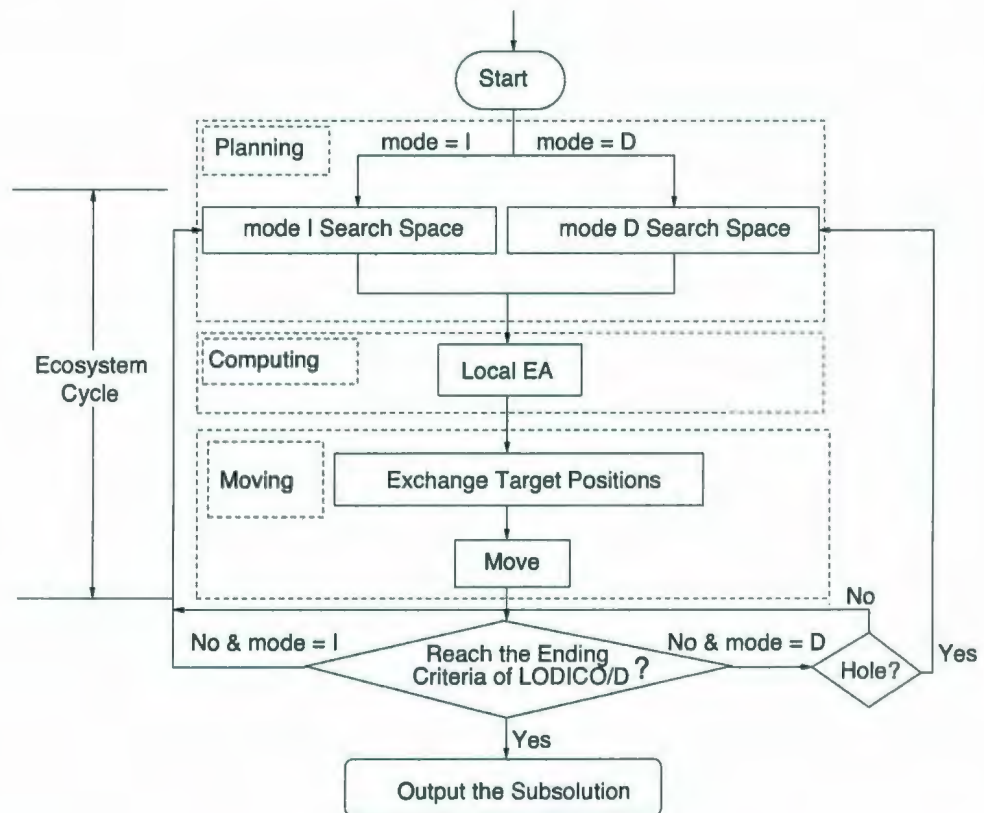 Start
Planning
mode = I
mode = D
mode I Search Space
mode D Search Space
Ecosystem
Cycle
Computing
Local EA
Moving
Exchange Target Positions
Move
No
No & mode = I
Reach the Ending
Criteria of LODICO/D ?
No & mode = D
Hole?
Yes
Yes
Output the Subsolution